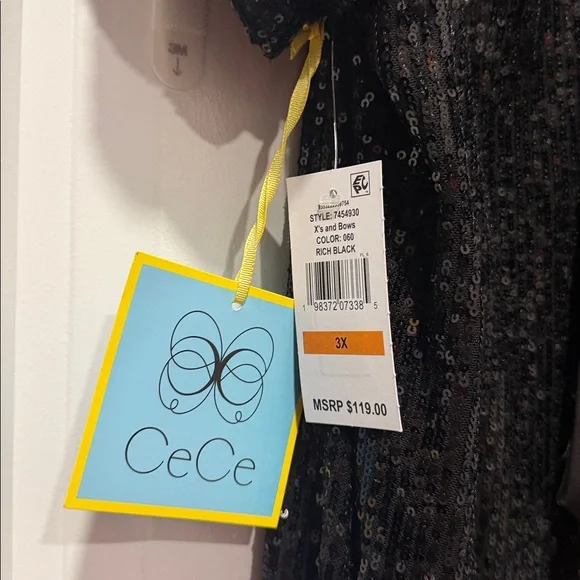 3M
CeCe
STYLE: 7454930
X's and Bows
COLOR: 060
RICH BLACK
1 98372 07338 5
3X
MSRP $119.00